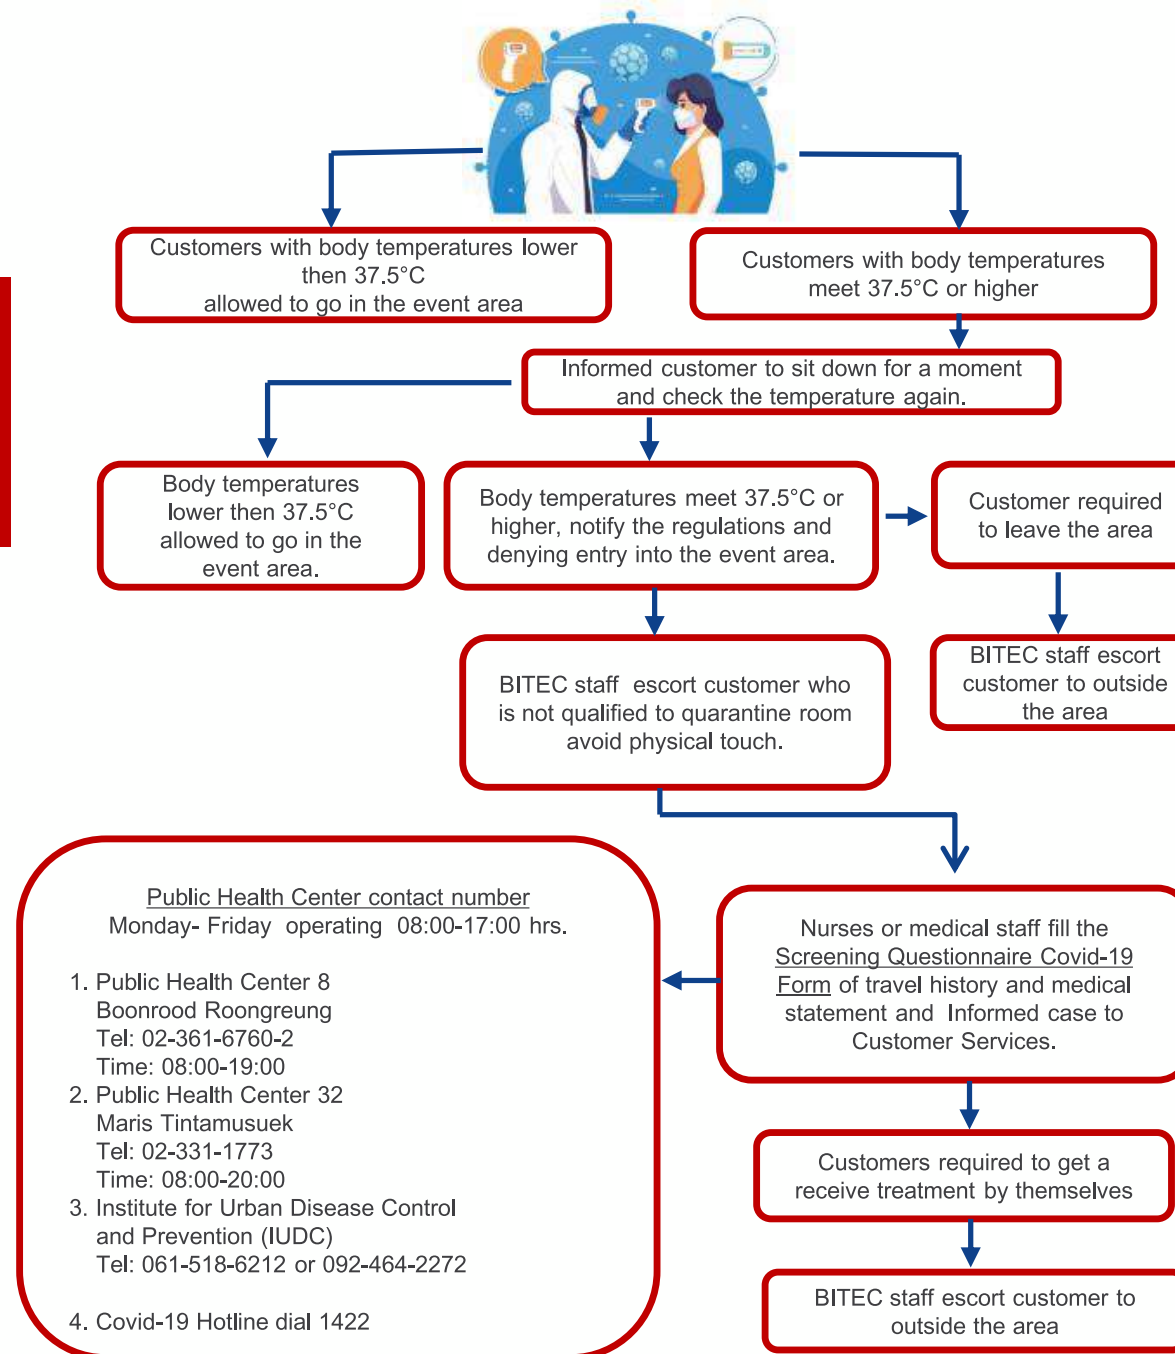 Customers with body temperatures lower
then 37.5°C
allowed to go in the event area
Customers with body temperatures
meet 37.5°C or higher
Informed customer to sit down for a moment
and check the temperature again.
Body temperatures
lower then 37.5°C
allowed to go in the
event area.
Body temperatures meet 37.5°C or
higher, notify the regulations and
denying entry into the event area.
Customer required
to leave the area
BITEC staff escort
customer to outside
the area
BITEC staff escort customer who
is not qualified to quarantine room
avoid physical touch.
Public Health Center contact number
Monday- Friday operating 08:00-17:00 hrs.
1. Public Health Center 8
Boonrood Roongreung
Tel: 02-361-6760-2
Time: 08:00-19:00
2. Public Health Center 32
Maris Tintamusuek
Tel: 02-331-1773
Time: 08:00-20:00
3. Institute for Urban Disease Control
and Prevention (IUDC)
Tel: 061-518-6212 or 092-464-2272
4. Covid-19 Hotline dial 1422
Nurses or medical staff fill the
Screening Questionnaire Covid-19
Form of travel history and medical
statement and Informed case to
Customer Services.
Customers required to get a
receive treatment by themselves
BITEC staff escort customer to
outside the area